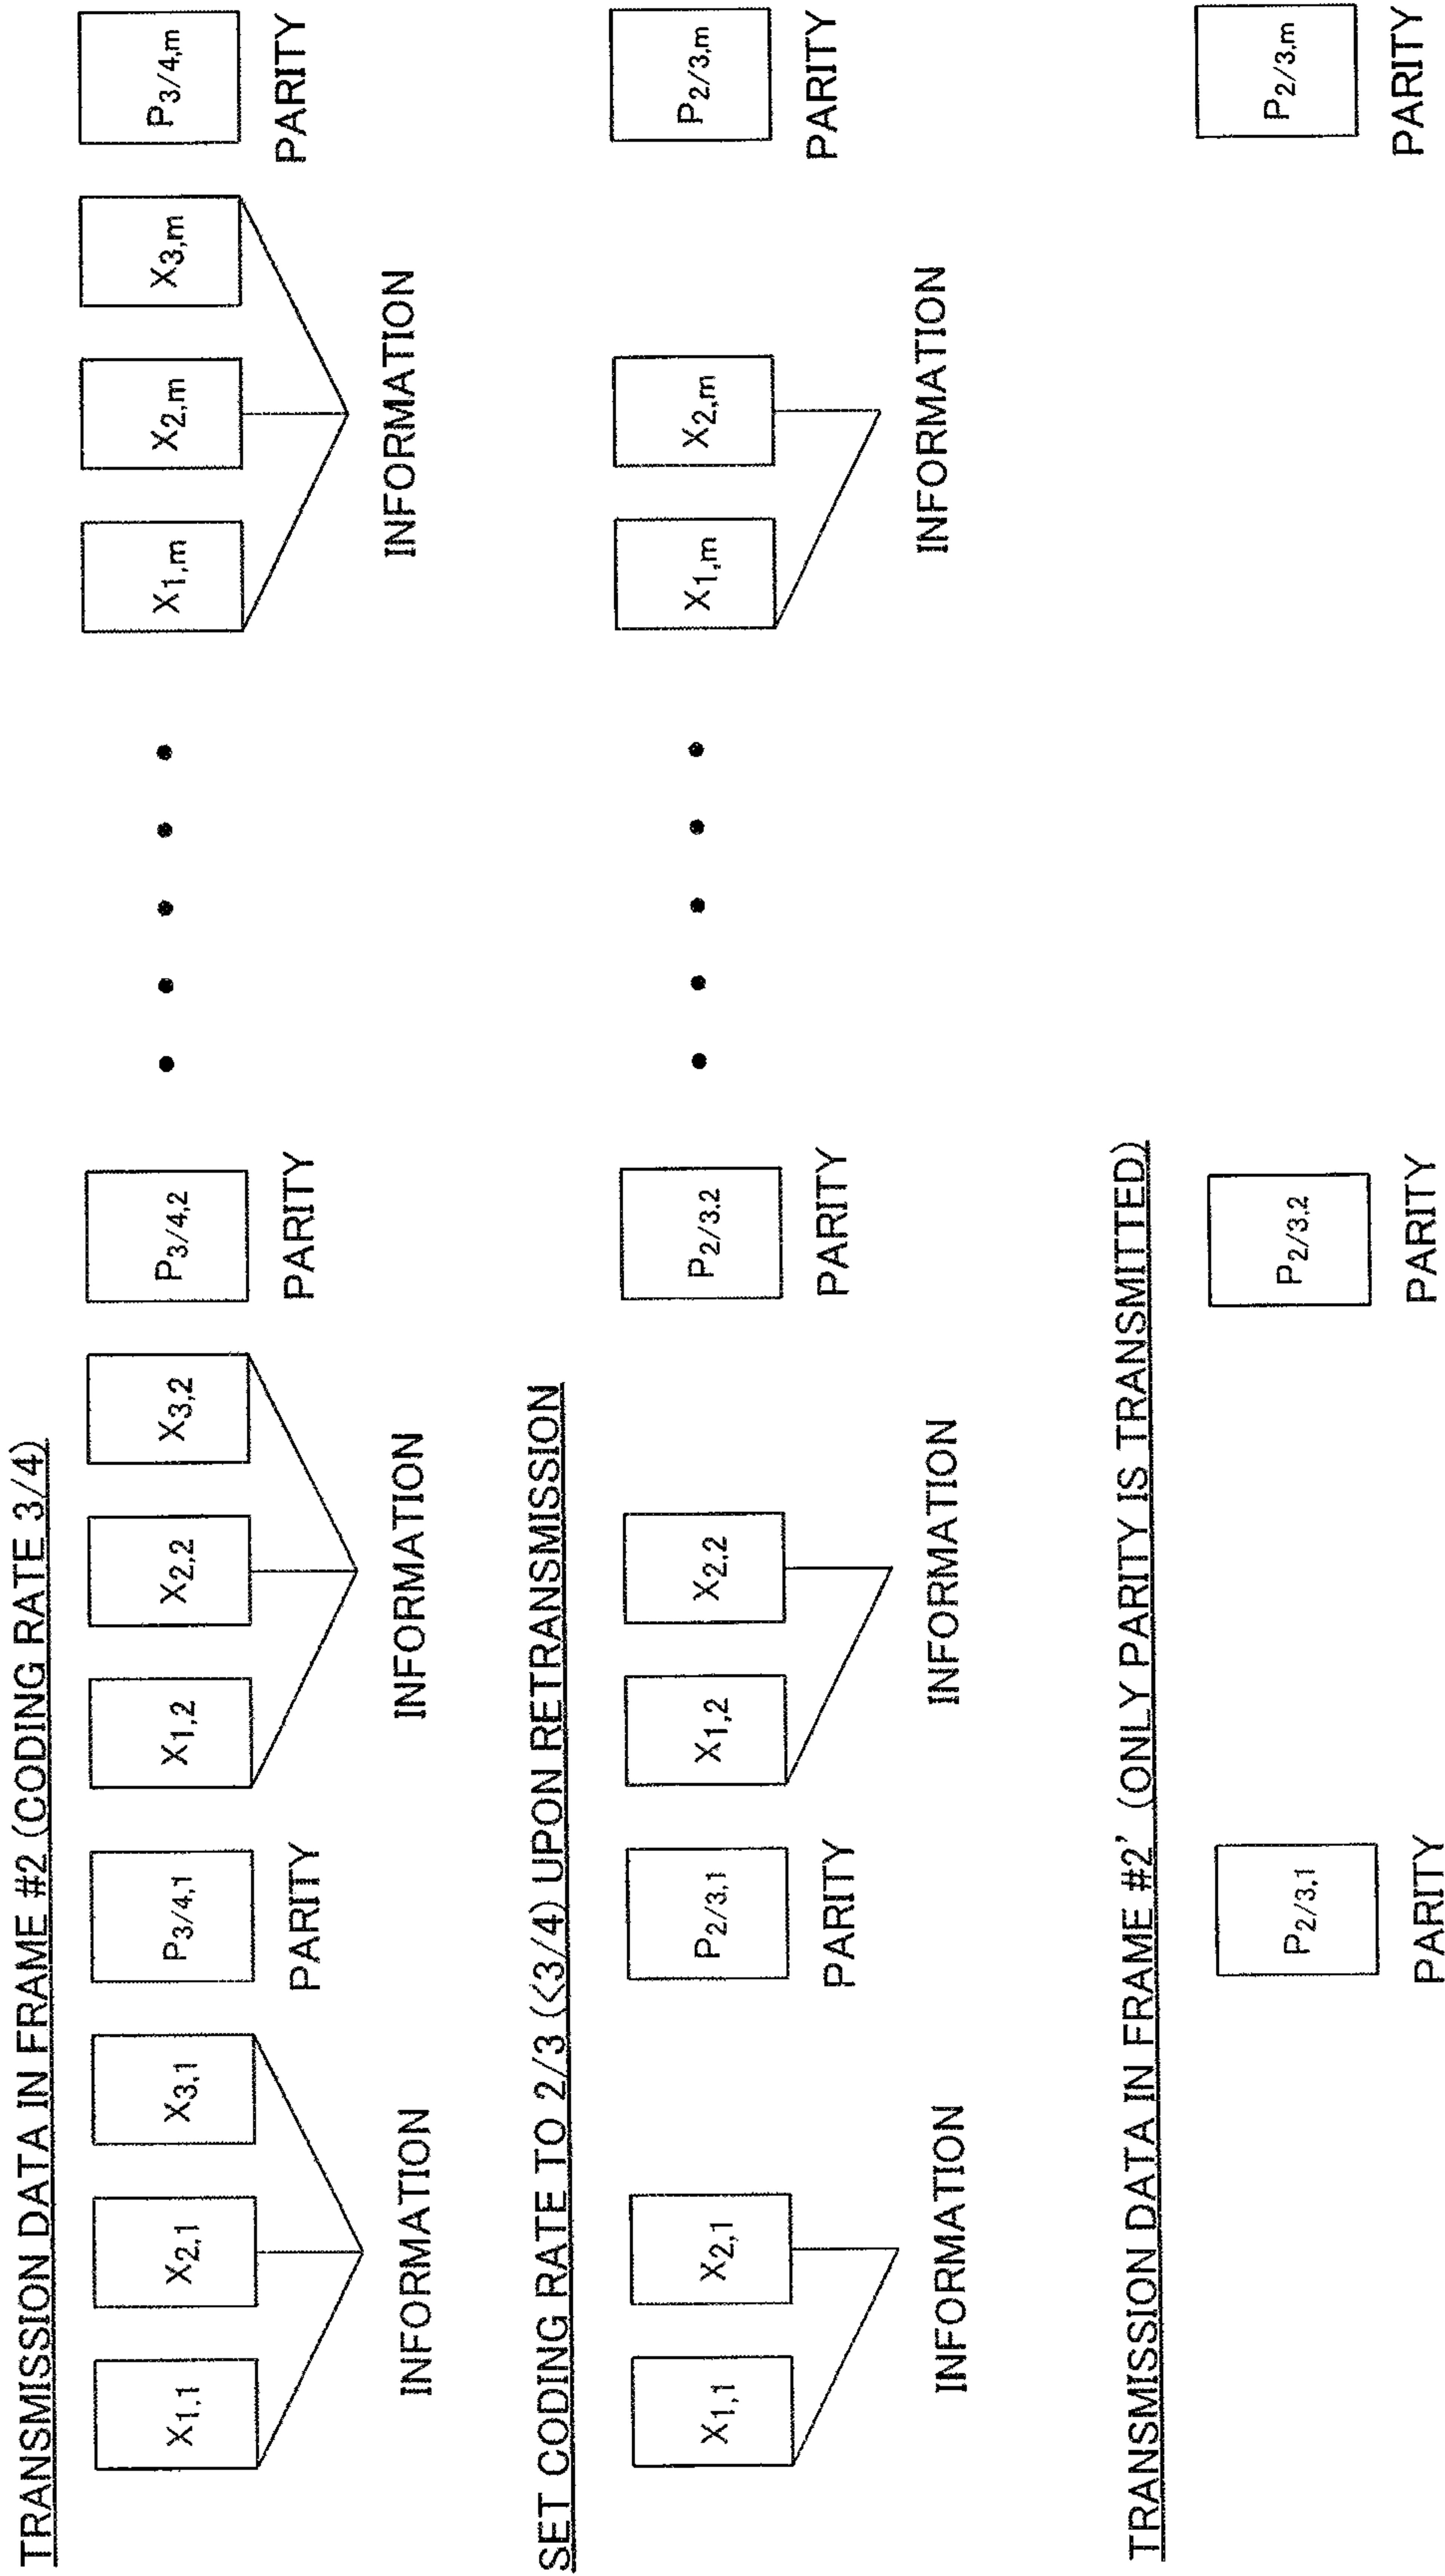 TRANSMISSION DATA IN FRAME #2 (CODING RATE 3/4)
X1,1 X2,1 X3,1 P3/4,1 X1,2 X2,2 X3,2 P3/4,2 • • • • • X1,m X2,m X3,m P3/4,m
PARITY PARITY PARITY
INFORMATION INFORMATION INFORMATION
SET CODING RATE TO 2/3 (<3/4) UPON RETRANSMISSION
X1,1 X2,1 P2/3,1 X1,2 X2,2 P2/3.2 • • • • • X1,m X2,m P2/3,m
PARITY PARITY PARITY
INFORMATION INFORMATION INFORMATION
TRANSMISSION DATA IN FRAME #2' (ONLY PARITY IS TRANSMITTED)
P2/3,1 P2/3.2 P2/3,m
PARITY PARITY PARITY